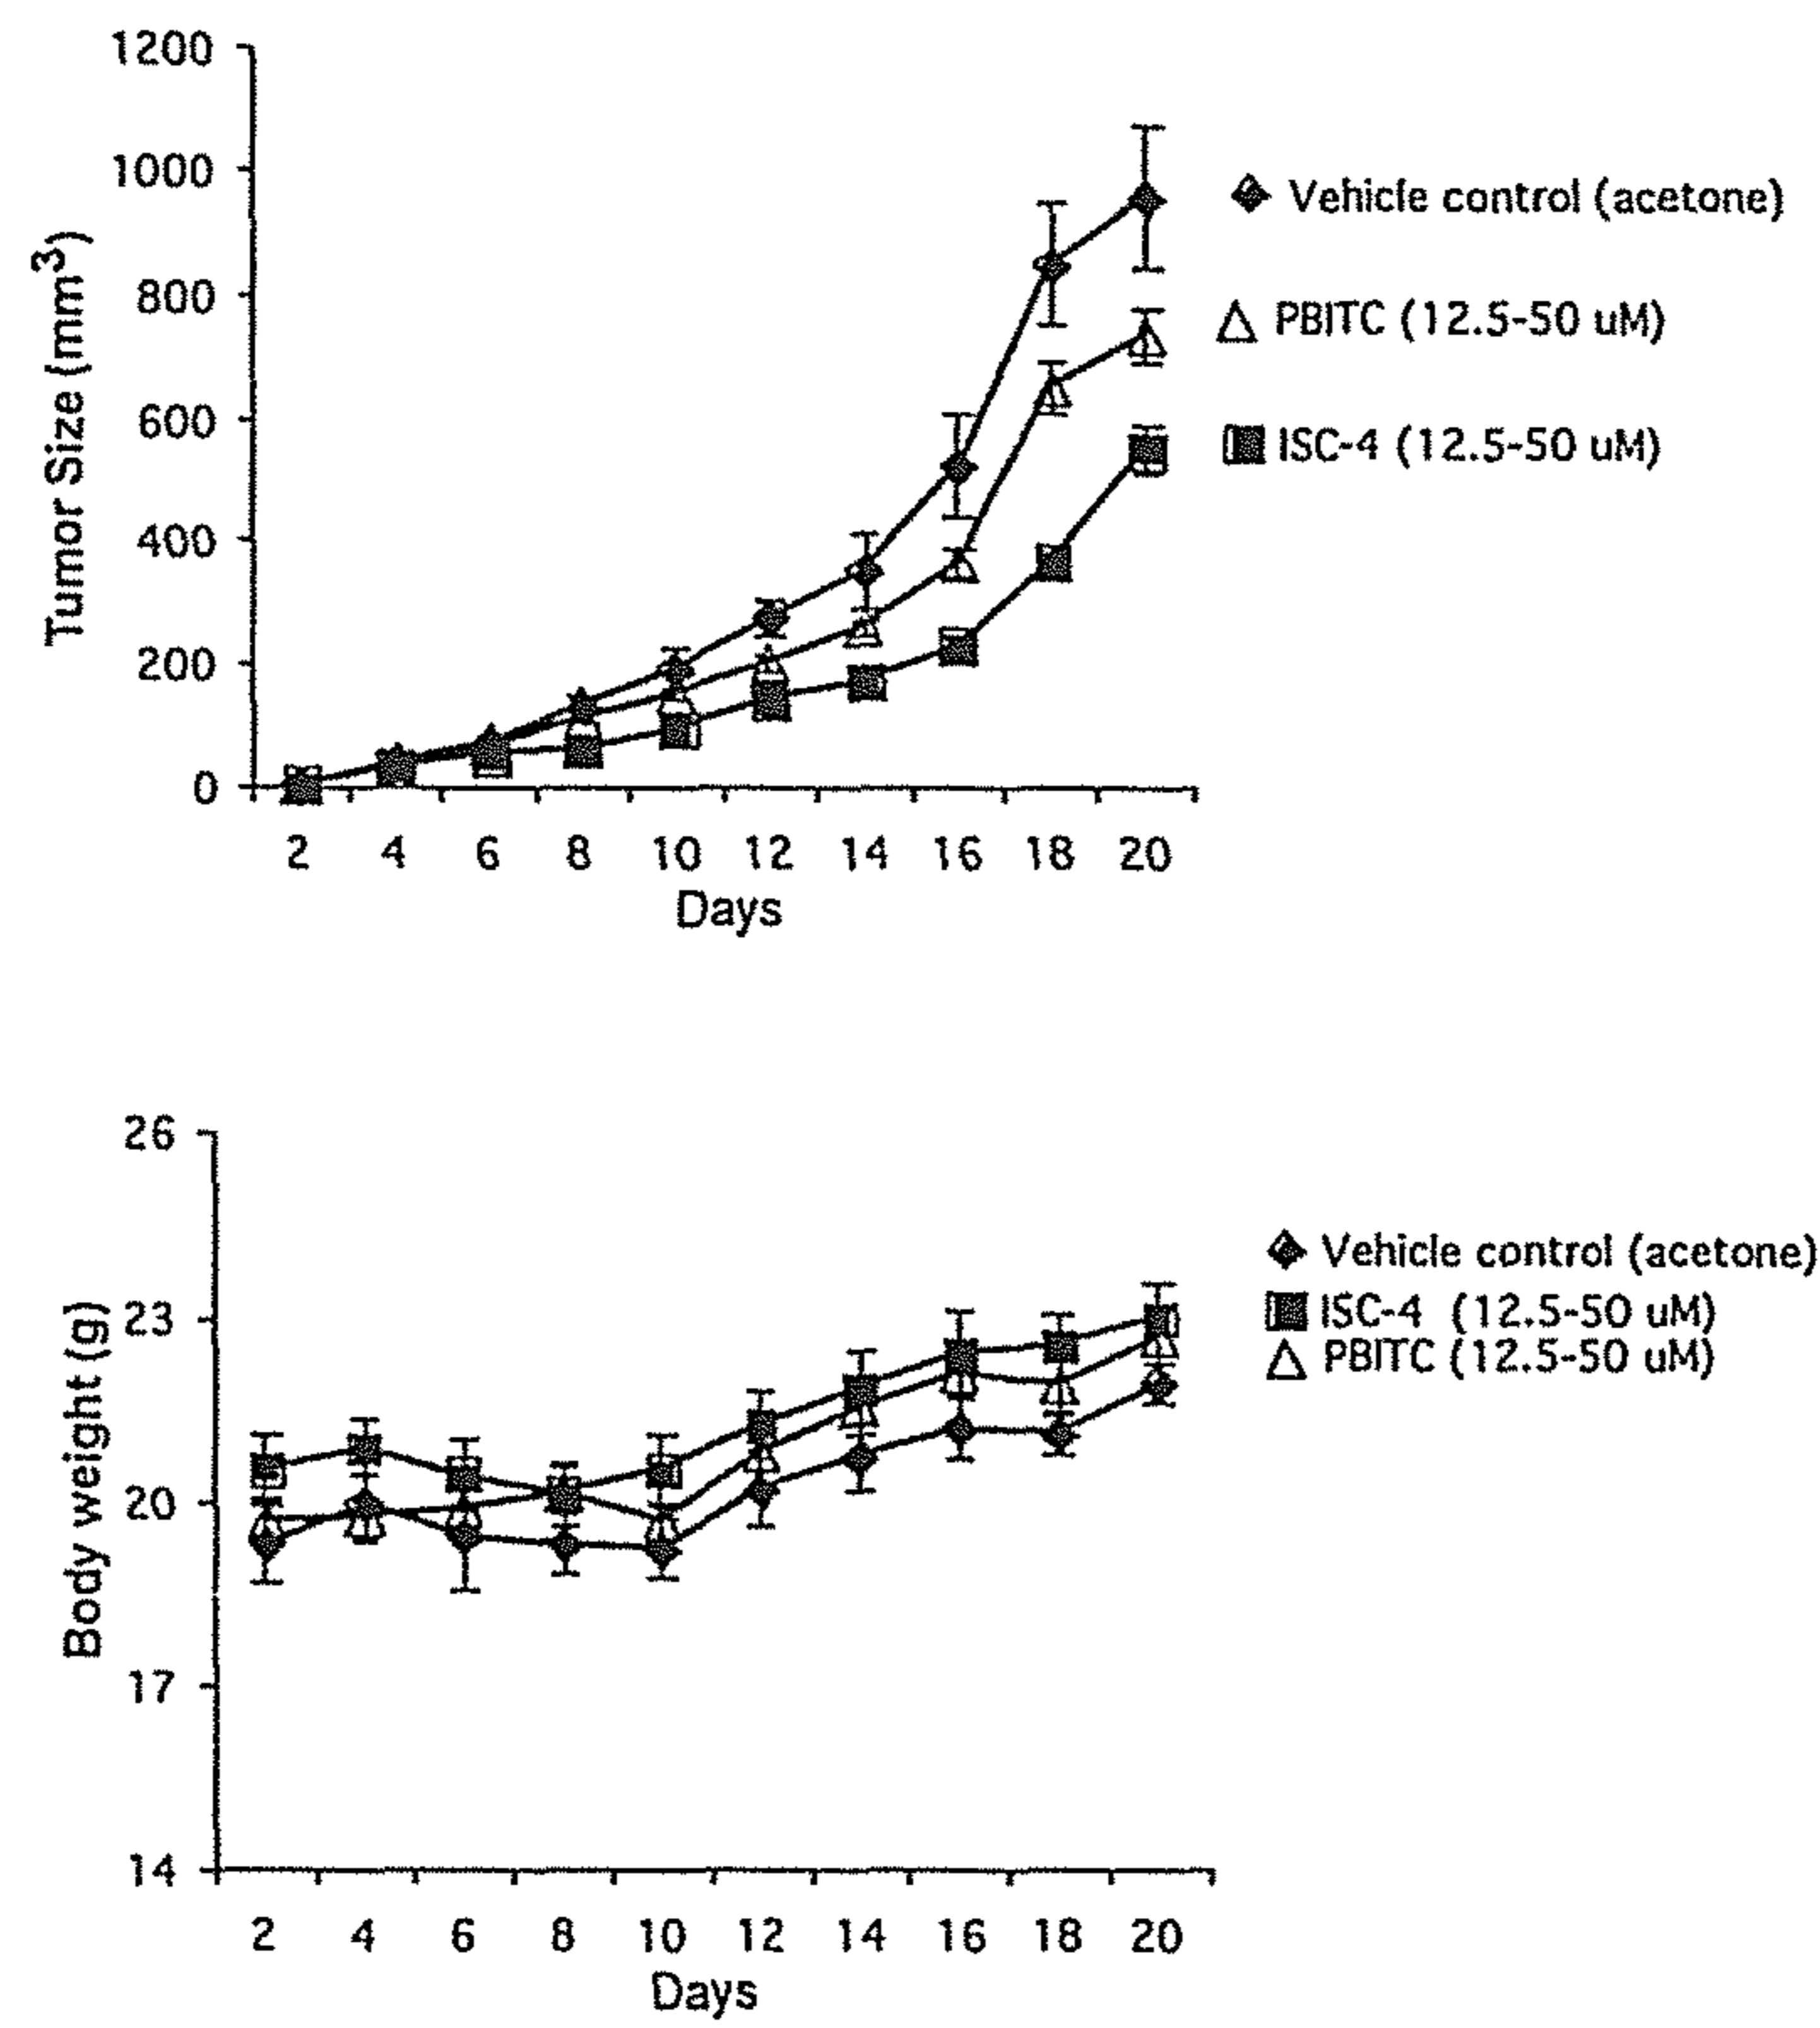 1200
1000
800
600
400
200
0
Tumor Size (mm³)
2 4 6 8 10 12 14 16 18 20
Days
Vehicle control (acetone)
PBITC (12.5-50 uM)
ISC-4 (12.5-50 uM)
26
23
20
17
14
Body weight (g)
2 4 6 8 10 12 14 16 18 20
Days
Vehicle control (acetone)
ISC-4 (12.5-50 uM)
PBITC (12.5-50 uM)